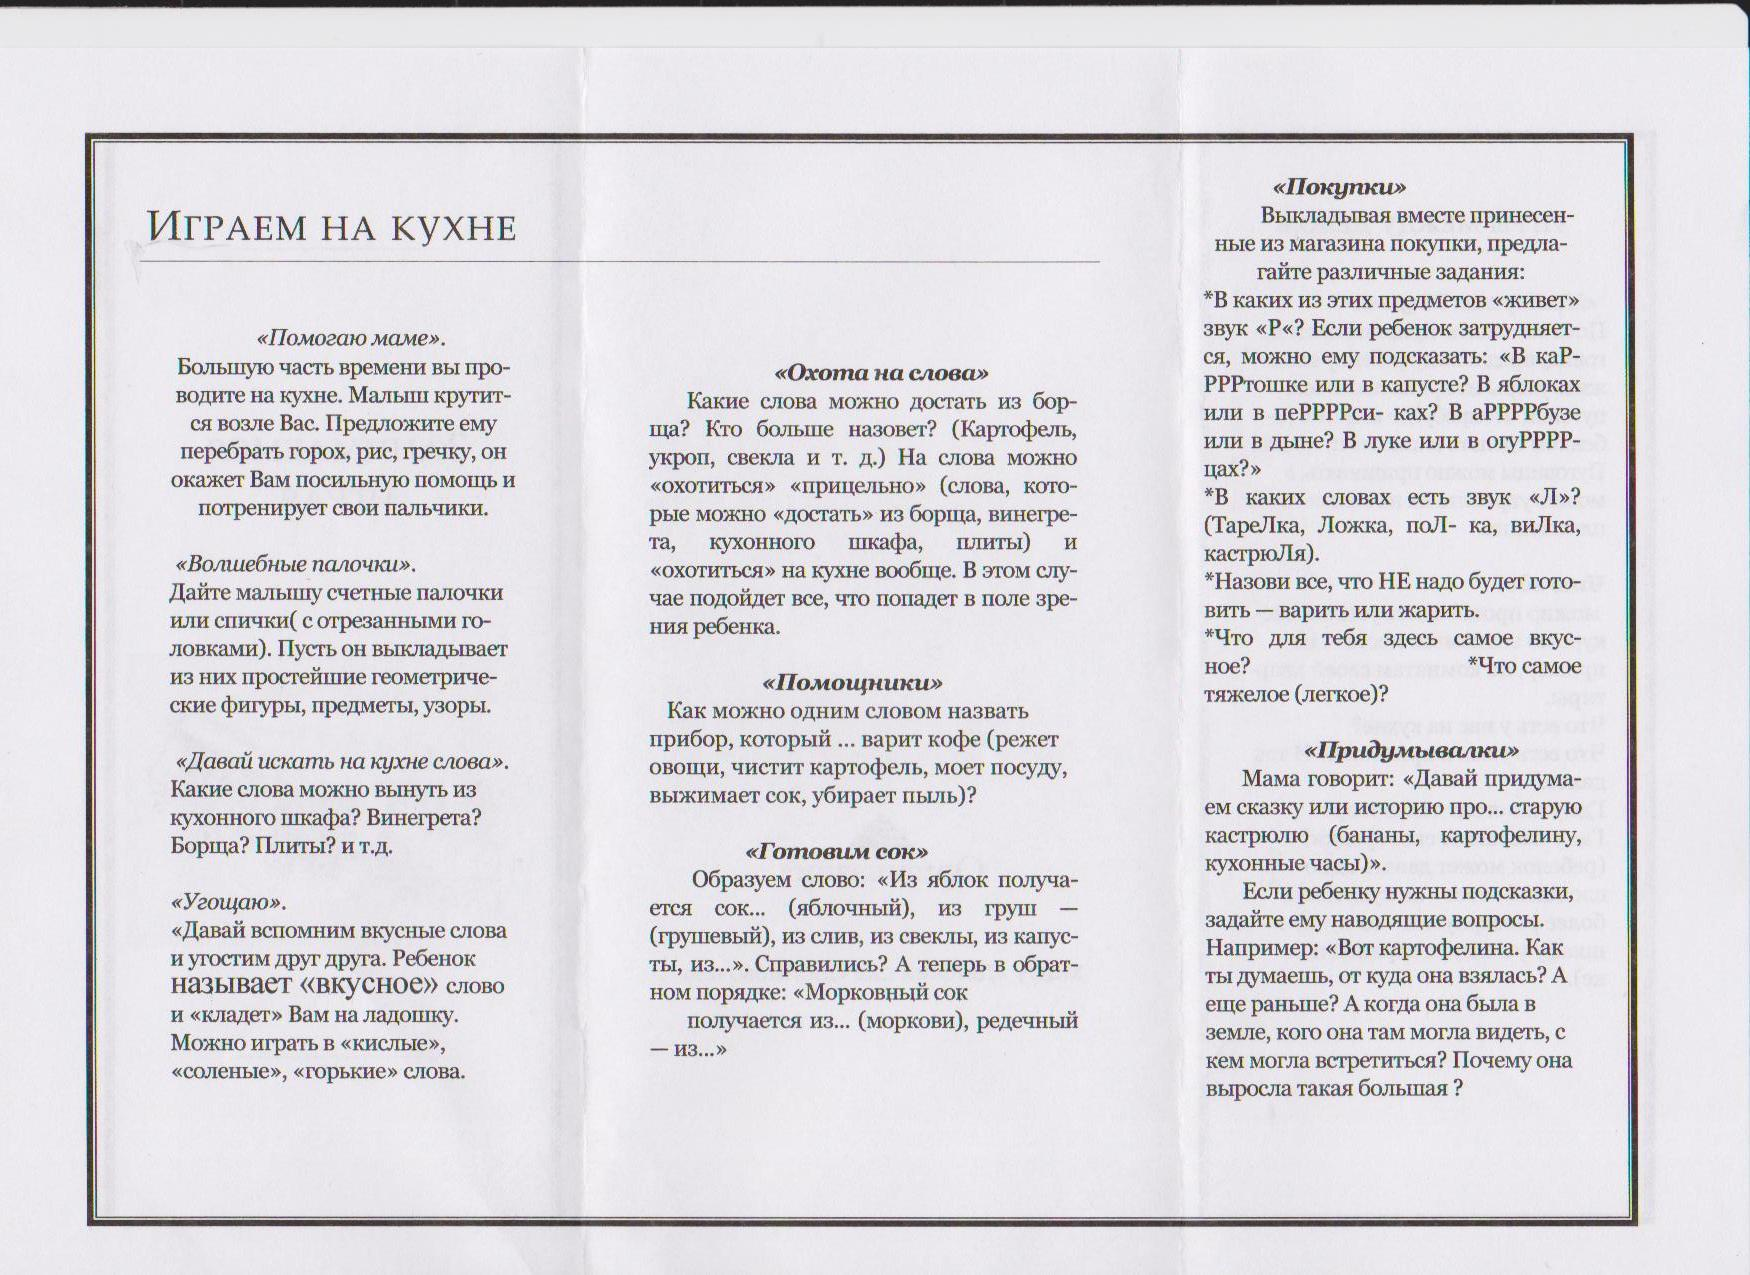 ИГРАЕМ НА КУХНЕ
«Помогаю маме».
Большую часть времени вы про-
водите на кухне. Малыш крутит-
ся возле Вас. Предложите ему
перебрать горох, рис, гречку, он
окажет Вам посильную помощь и
потренирует свои пальчики.
«Волшебные палочки».
Дайте малышу счетные палочки
или спички( с отрезанными го-
ловками). Пусть он выкладывает
из них простейшие геометриче-
ские фигуры, предметы, узоры.
«Давай искать на кухне слова».
Какие слова можно вынуть из
кухонного шкафа? Винегрета?
Борща? Плиты? и т.д.
«Угощаю».
«Давай вспомним вкусные слова
и угостим друг друга. Ребенок
называет «вкусное» слово
и «кладет» Вам на ладошку.
Можно играть в «кислые»,
«соленые», «горькие» слова.
«Охота на слова»
Какие слова можно достать из бор-
ща? Кто больше назовет? (Картофель,
укроп, свекла и т. д.) На слова можно
«охотиться» «прицельно» (слова, кото-
рые можно «достать» из борща, винегре-
та, кухонного шкафа, плиты) и
«охотиться» на кухне вообще. В этом слу-
чае подойдет все, что попадет в поле зре-
ния ребенка.
«Помощники»
Как можно одним словом назвать
прибор, который ... варит кофе (режет
овощи, чистит картофель, моет посуду,
выжимает сок, убирает пыль)?
«Готовим сок»
Образуем слово: «Из яблок получа-
ется сок... (яблочный), из груш —
(грушевый), из слив, из свеклы, из капус-
ты, из...». Справились? А теперь в обрат-
ном порядке: «Морковный сок
получается из... (моркови), редечный
— из...»
«Покупки»
Выкладывая вместе принесен-
ные из магазина покупки, предла-
гайте различные задания:
*В каких из этих предметов «живет»
звук «Р«? Если ребенок затрудняет-
ся, можно ему подсказать: «В каР-
РРРтошке или в капусте? В яблоках
или в пеРРРРси- ках? В аРРРРбузе
или в дыне? В луке или в огуРРРР-
цах?»
*В каких словах есть звук «Л»?
(ТареЛка, Ложка, поЛ- ка, виЛка,
кастрюЛя).
*Назови все, что НЕ надо будет гото-
вить — варить или жарить.
*Что для тебя здесь самое вкус-
ное? *Что самое
тяжелое (легкое)?
«Придумывалки»
Мама говорит: «Давай придума-
ем сказку или историю про... старую
кастрюлю (бананы, картофелину,
кухонные часы)».
Если ребенку нужны подсказки,
задайте ему наводящие вопросы.
Например: «Вот картофелина. Как
ты думаешь, от куда она взялась? А
еще раньше? А когда она была в
земле, кого она там могла видеть, с
кем могла встретиться? Почему она
выросла такая большая ?